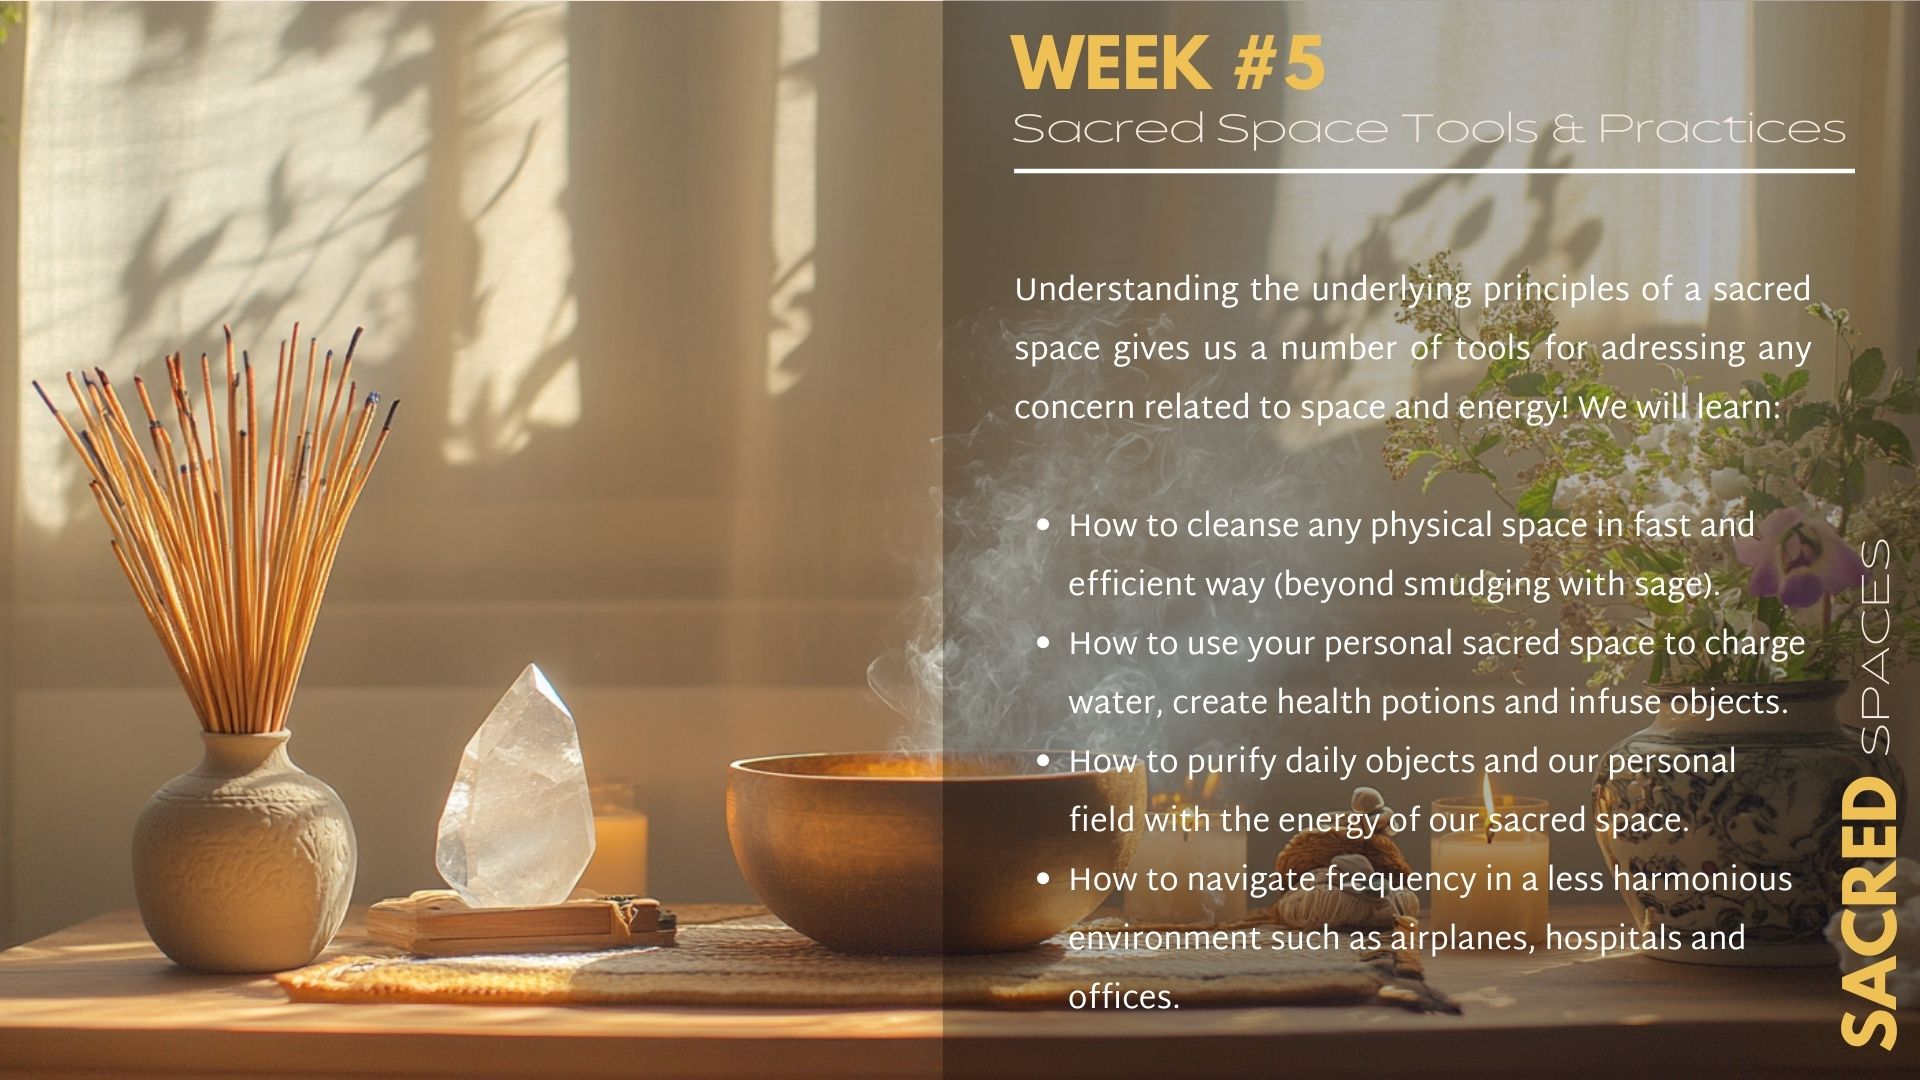 WEEK #5
Sacred Space Tools & Practices
Understanding the underlying principles of a sacred
space gives us a number of tools for adressing any
concern related to space and energy! We will learn:
• How to cleanse any physical space in fast and
efficient way (beyond smudging with sage).
• How to use your personal sacred space to charge
water, create health potions and infuse objects.
• How to purify daily objects and our personal
field with the energy of our sacred space.
• How to navigate frequency in a less harmonious
environment such as airplanes, hospitals and
offices.
SACRED SPACES